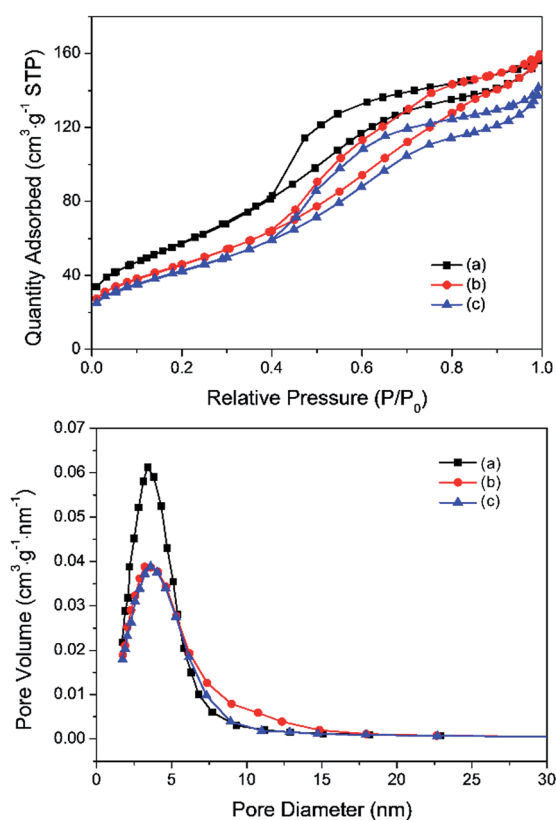 Quantity Adsorbed (cm³·g⁻¹ STP)
160
120
80
40
0
(a)
(b)
(c)
0.0 0.2 0.4 0.6 0.8 1.0
Relative Pressure (P/P₀)
Pore Volume (cm³·g⁻¹·nm⁻¹)
0.07
0.06
0.05
0.04
0.03
0.02
0.01
0.00
(a)
(b)
(c)
0 5 10 15 20 25 30
Pore Diameter (nm)